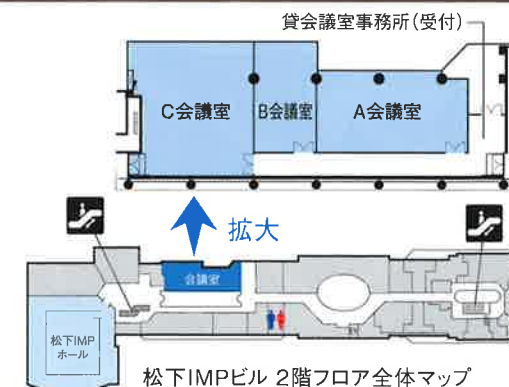 貸会議室事務所(受付)
C会議室
B会議室
A会議室
拡大
会議室
松下IMP
ホール
松下IMPビル 2階フロア全体マップ